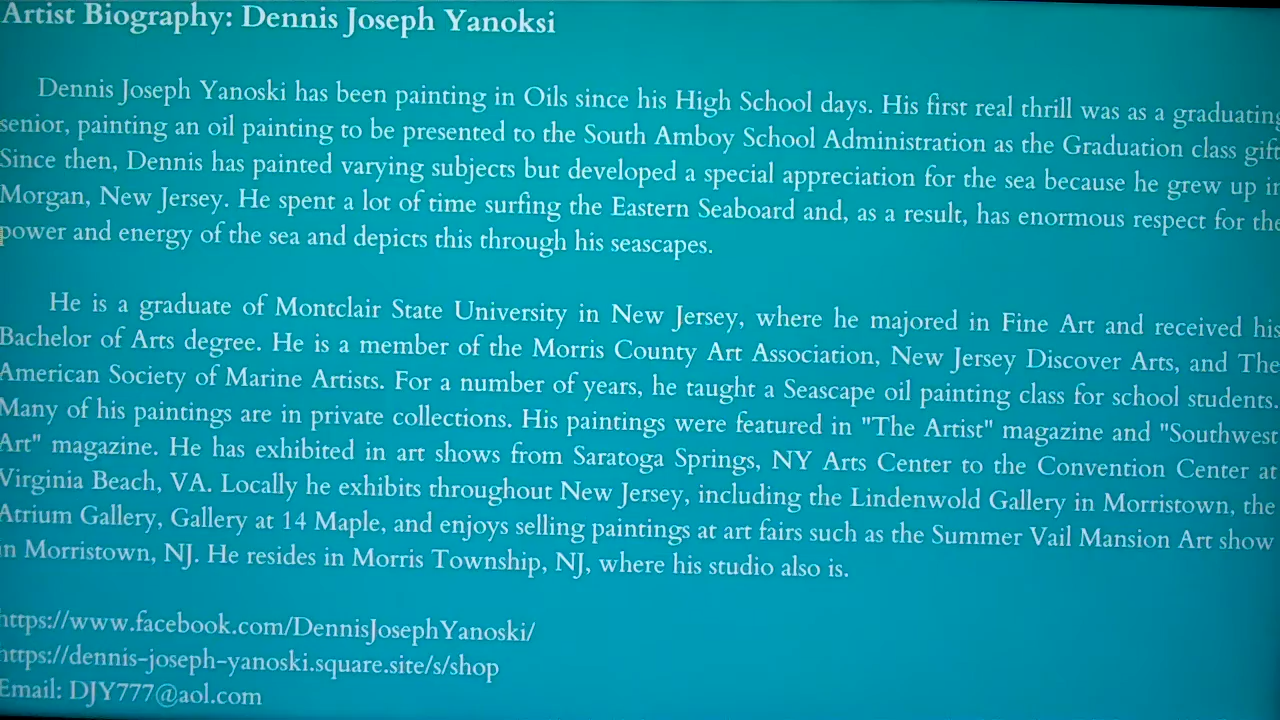 Artist Biography: Dennis Joseph Yanoksi
Dennis Joseph Yanoski has been painting in Oils since his High School days. His first real thrill was as a graduating
senior, painting an oil painting to be presented to the South Amboy School Administration as the Graduation class gift
Since then, Dennis has painted varying subjects but developed a special appreciation for the sea because he grew up in
Morgan, New Jersey. He spent a lot of time surfing the Eastern Seaboard and, as a result, has enormous respect for the
power and energy of the sea and depicts this through his seascapes.
He is a graduate of Montclair State University in New Jersey, where he majored in Fine Art and received his
Bachelor of Arts degree. He is a member of the Morris County Art Association, New Jersey Discover Arts, and The
American Society of Marine Artists. For a number of years, he taught a Seascape oil painting class for school students.
Many of his paintings are in private collections. His paintings were featured in "The Artist" magazine and "Southwest
Art" magazine. He has exhibited in art shows from Saratoga Springs, NY Arts Center to the Convention Center at
Virginia Beach, VA. Locally he exhibits throughout New Jersey, including the Lindenwold Gallery in Morristown, the
Atrium Gallery, Gallery at 14 Maple, and enjoys selling paintings at art fairs such as the Summer Vail Mansion Art show
in Morristown, NJ. He resides in Morris Township, NJ, where his studio also is.
https://www.facebook.com/DennisJosephYanoski/
https://dennis-joseph-yanoski.square.site/s/shop
Email: DJY777@aol.com